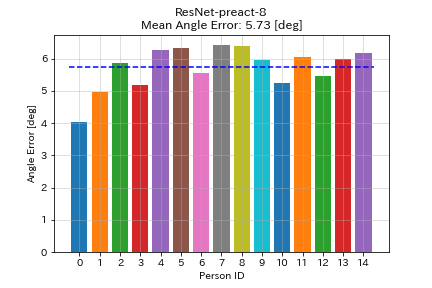 ResNet-preact-8
Mean Angle Error: 5.73 [deg]
Angle Error [deg]
6
5
4
3
2
1
0
0 1 2 3 4 5 6 7 8 9 10 11 12 13 14
Person ID